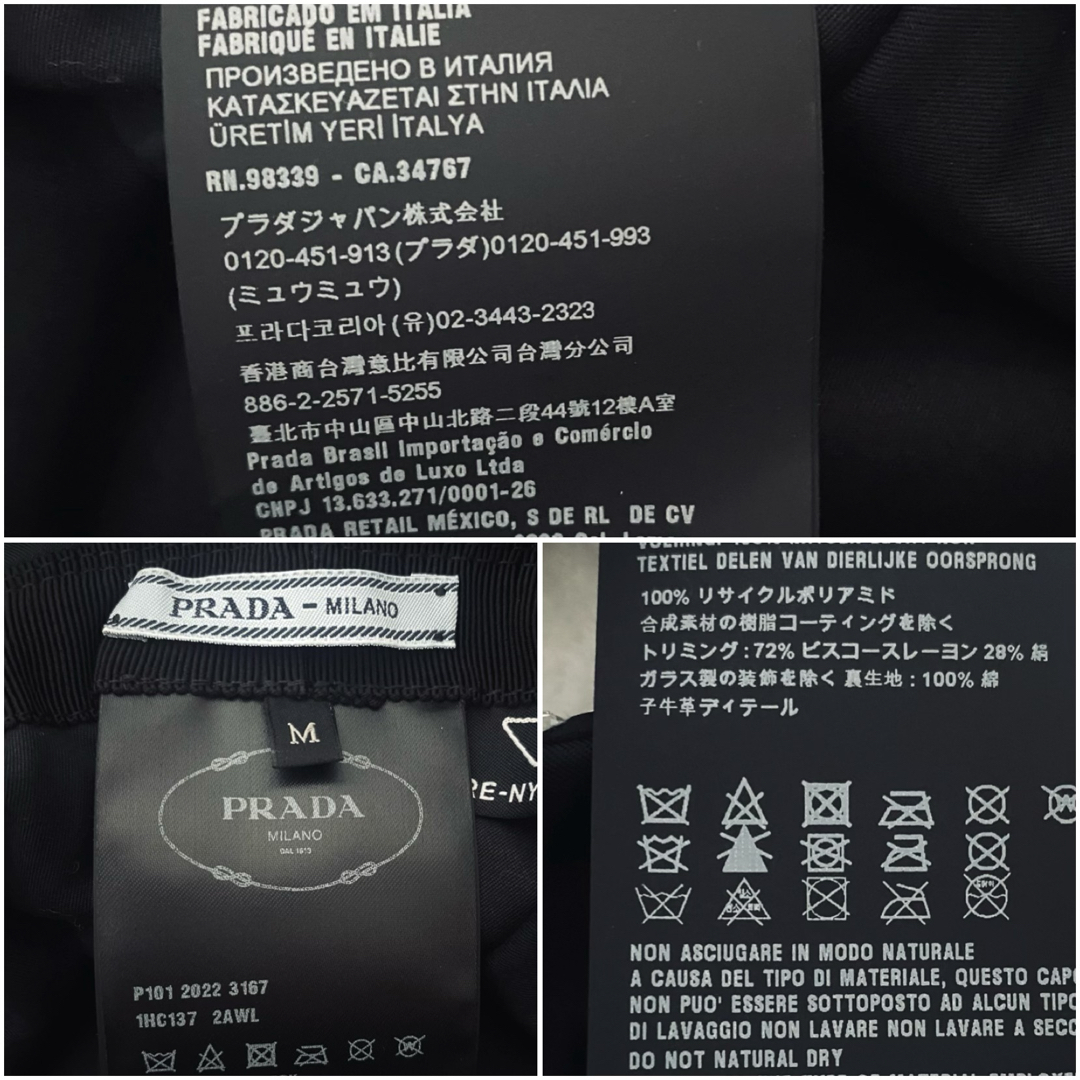 FABRICADO EM ITALIA
FABRIQUÉ EN ITALIE
ПРОИЗВЕДЕНО В ИТАЛИЯ
ΚΑΤΑΣΚΕΥΑΖΕΤΑΙ ΣΤΗΝ ΙΤΑΛΙΑ
ÜRETİM YERİ İTALYA
RN.98339 - CA.34767
プラダジャパン株式会社
0120-451-913(プラダ)0120-451-993
(ミュウミュウ)
프라다코리아(유)02-3443-2323
香港商台灣意比有限公司台灣分公司
886-2-2571-5255
臺北市中山區中山北路二段44號12樓A室
Prada Brasil Importação e Comércio
de Artigos de Luxo Ltda
CNPJ 13.633.271/0001-26
PRADA RETAIL MÉXICO, S DE RL DE CV
PRADA - MILANO
M
PRADA
MILANO
DAL 1913
RE-NY
P101 2022 3167
1HC137 2AWL
TEXTIEL DELEN VAN DIERLIJKE OORSPRONG
100% リサイクルポリアミド
合成素材の樹脂コーティングを除く
トリミング:72% ビスコースレーヨン 28% 絹
ガラス製の装飾を除く 裏生地:100% 綿
子牛革ディテール
NON ASCIUGARE IN MODO NATURALE
A CAUSA DEL TIPO DI MATERIALE, QUESTO CAPO
NON PUO' ESSERE SOTTOPOSTO AD ALCUN TIPO
DI LAVAGGIO NON LAVARE NON LAVARE A SECC
DO NOT NATURAL DRY